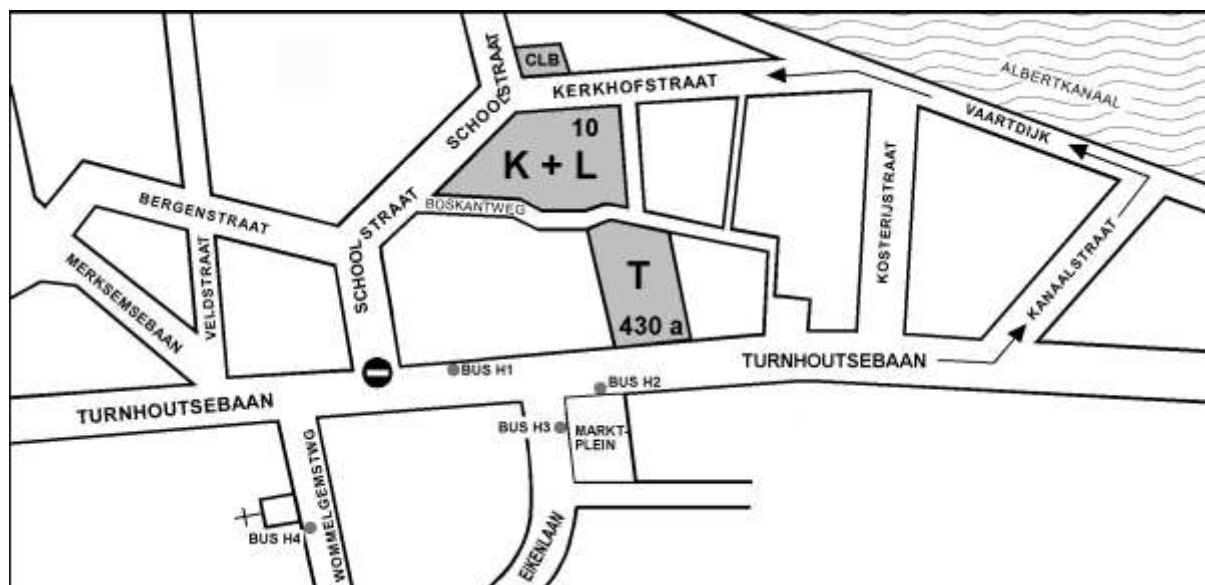 CLB
SCHOOLSTRAAT
KERKHOFSTRAAT
ALBERTKANAAL
VAARTDIJK
10
K + L
BOSKANTWEG
BERGENSTRAAT
SCHOOLSTRAAT
MERKSEMSEBAAN
VELDSTRAAT
KOSTERIJSTRAAT
KANAALSTRAAT
T
430 a
TURNHOUTSEBAAN
BUS H1
BUS H2
TURNHOUTSEBAAN
BUS H3
MARKT-
PLEIN
WOMMELGEMSTWG
BUS H4
EIKENLAAN